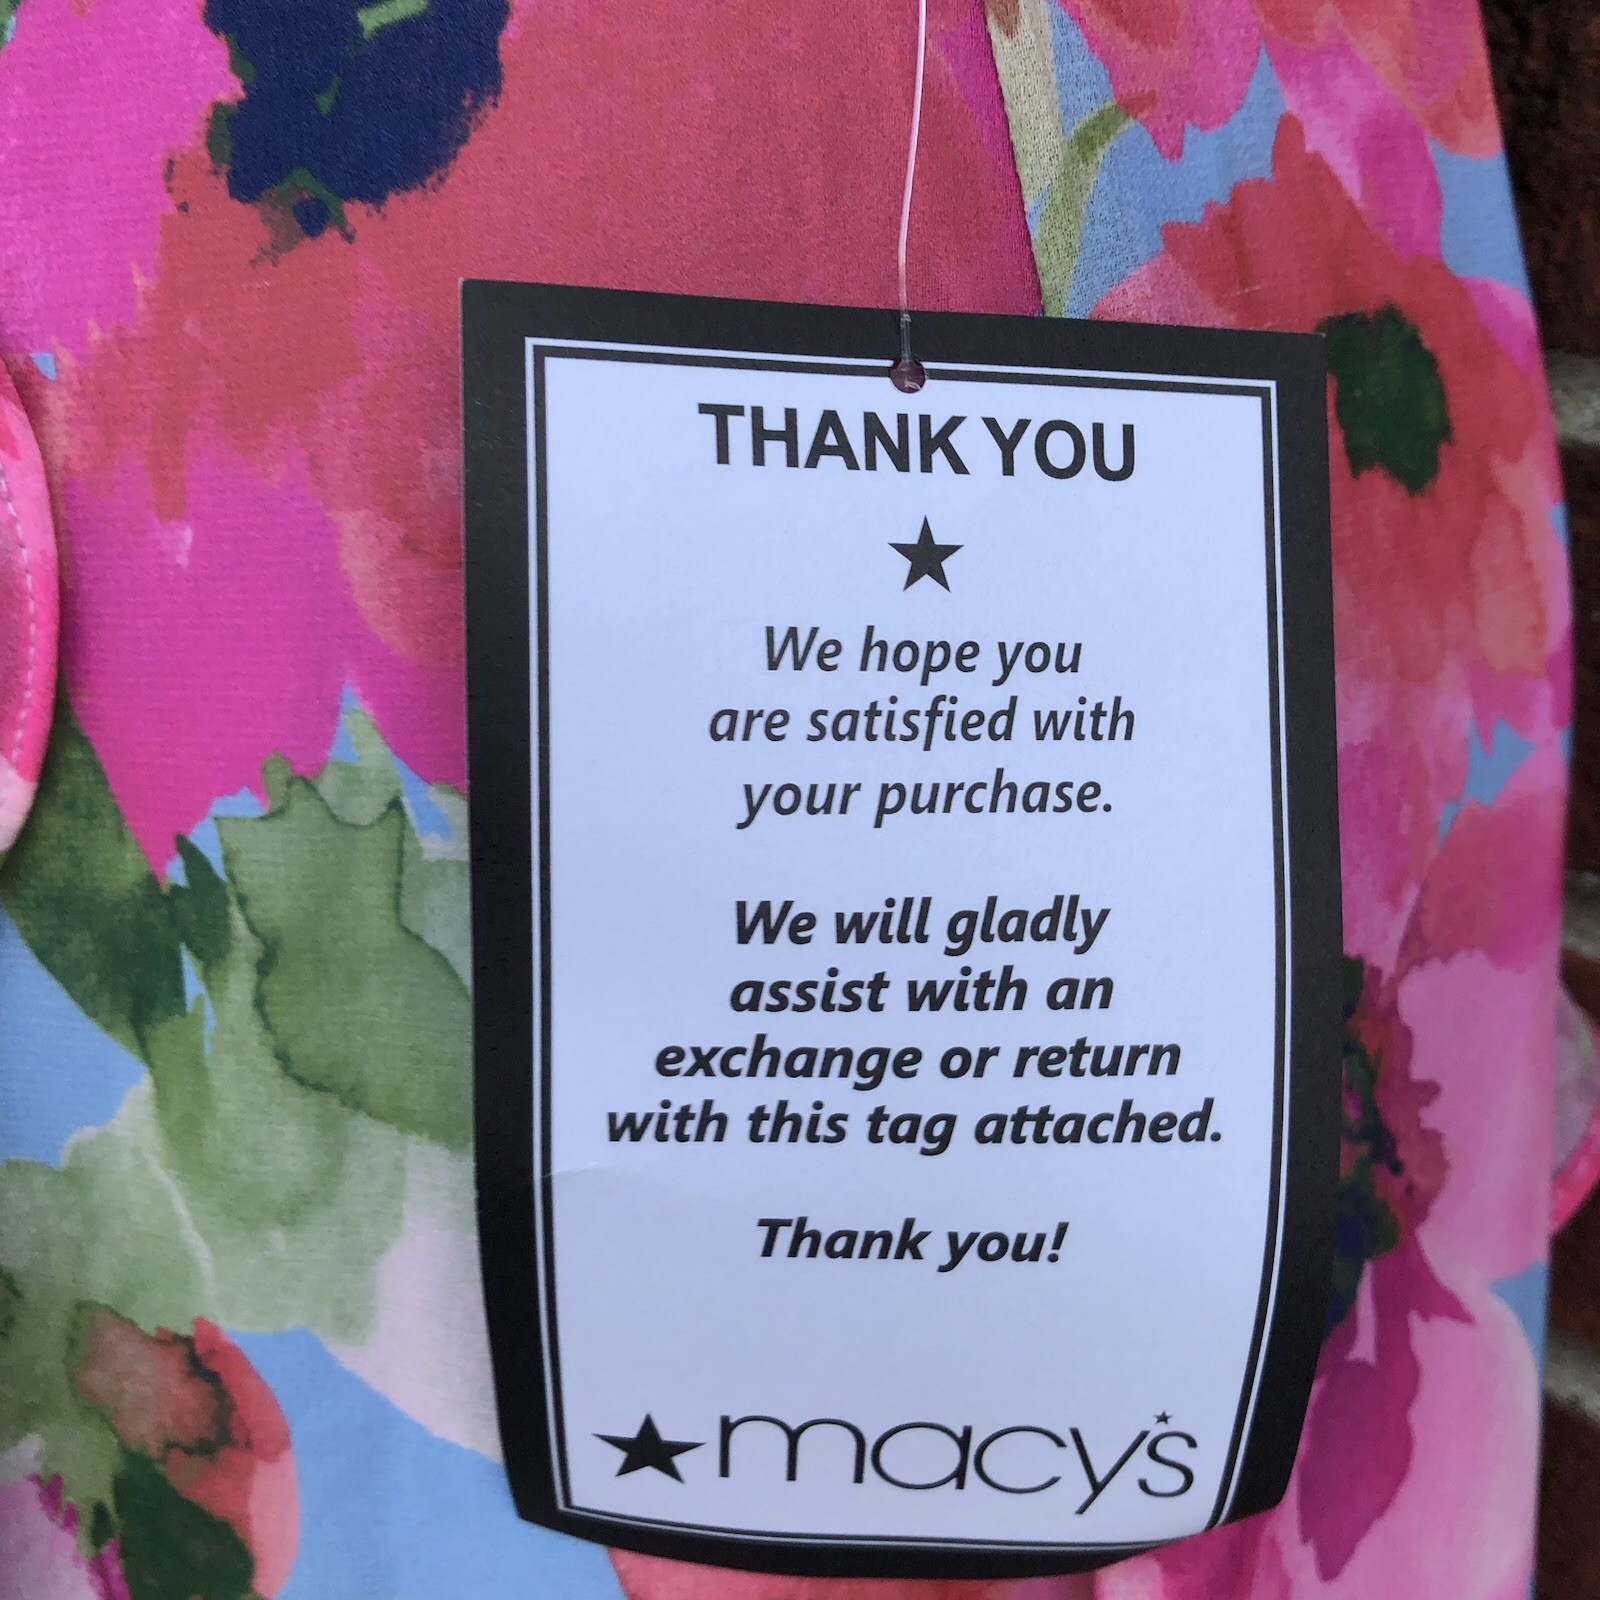 THANK YOU
We hope you
are satisfied with
your purchase.
We will gladly
assist with an
exchange or return
with this tag attached.
Thank you!
macy's